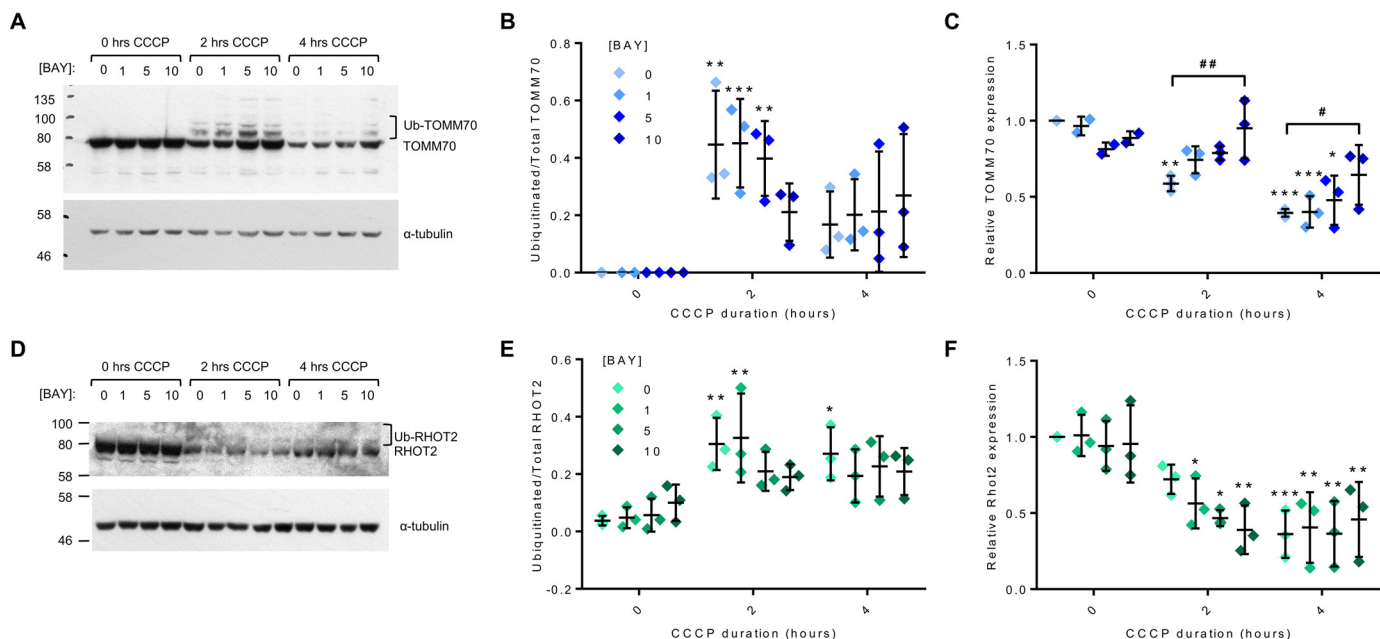 A
0 hrs CCCP 2 hrs CCCP 4 hrs CCCP
[BAY]: 0 1 5 10 0 1 5 10 0 1 5 10
135
100
80
58
Ub-TOMM70
TOMM70
58
46
α-tubulin
B
Ubiquitinated/Total TOMM70
0.8
0.6
0.4
0.2
0.0
[BAY]
0
1
5
10
** *** **
0 2 4
CCCP duration (hours)
C
Relative TOMM70 expression
1.5
1.0
0.5
0.0
##
#
** *** *** *
0 2 4
CCCP duration (hours)
D
0 hrs CCCP 2 hrs CCCP 4 hrs CCCP
[BAY]: 0 1 5 10 0 1 5 10 0 1 5 10
100
80
58
Ub-RHOT2
RHOT2
58
46
α-tubulin
E
Ubiquitinated/Total RHOT2
0.6
0.4
0.2
0.0
-0.2
[BAY]
0
1
5
10
** ** *
0 2 4
CCCP duration (hours)
F
Relative Rhot2 expression
1.5
1.0
0.5
0.0
* * ** *** ** ** **
0 2 4
CCCP duration (hours)